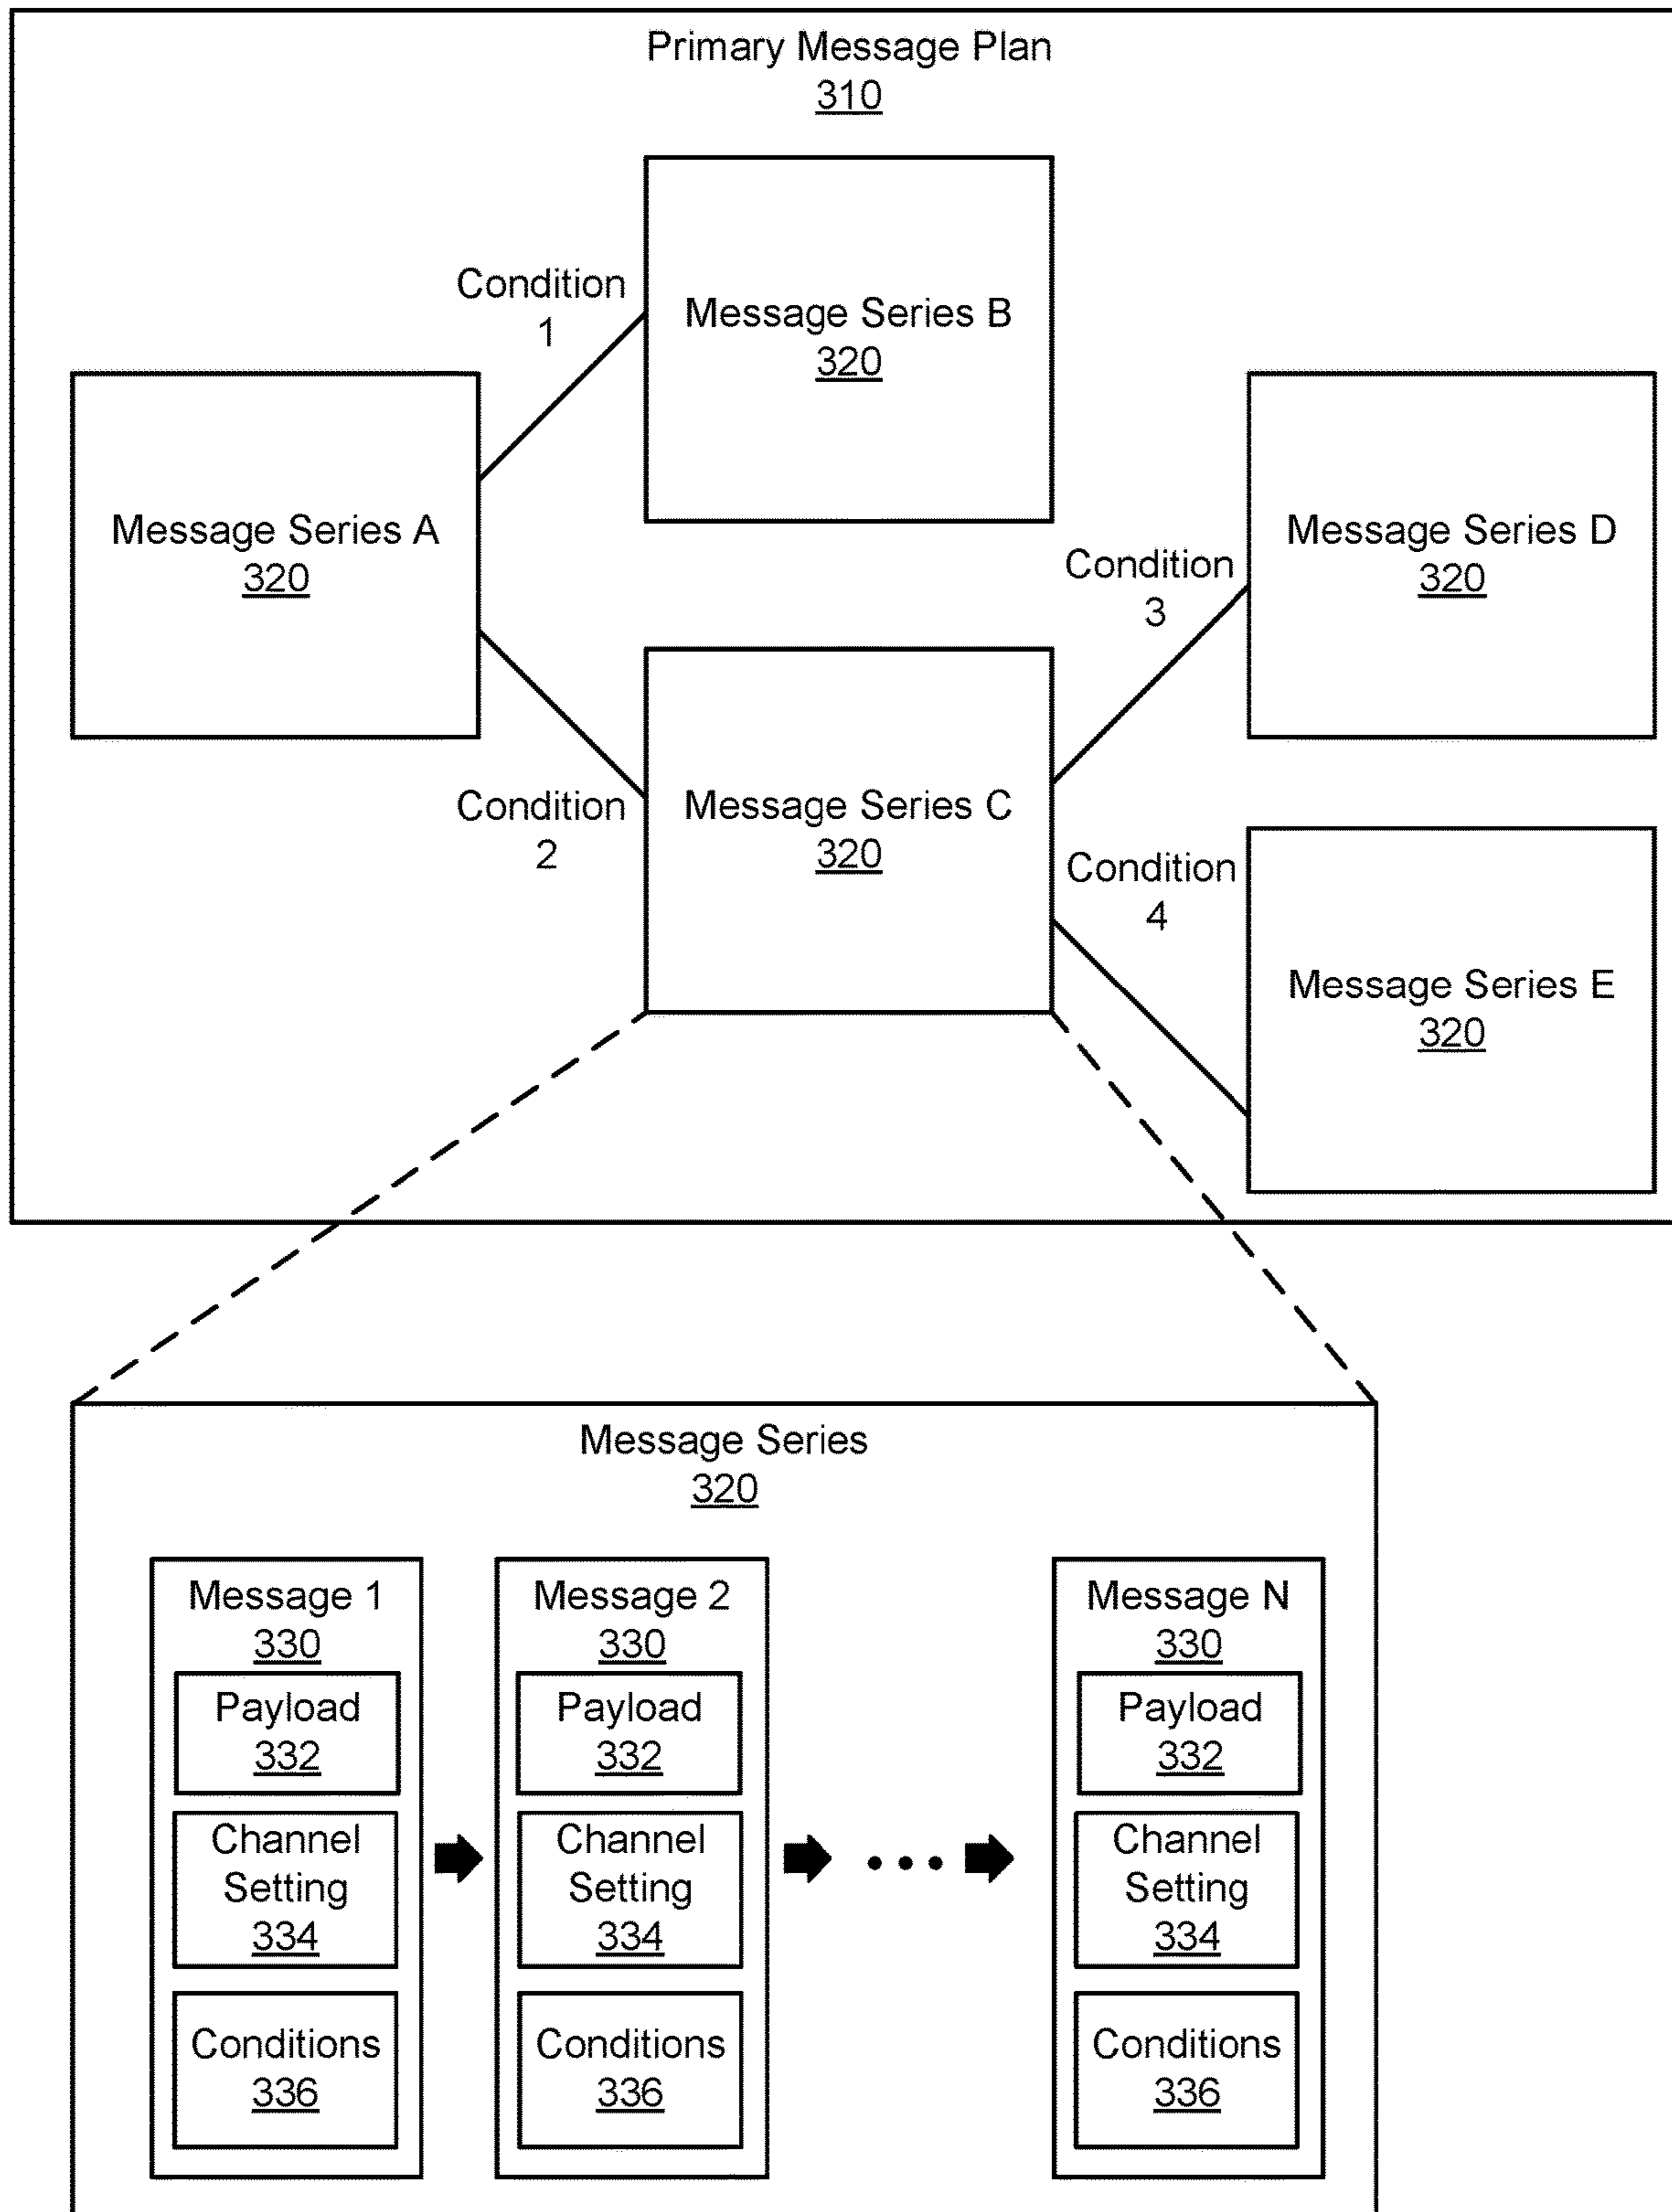 Primary Message Plan
310
Condition
1
Message Series B
320
Message Series A
320
Condition
2
Message Series C
320
Condition
3
Message Series D
320
Condition
4
Message Series E
320
Message Series
320
Message 1
330
Payload
332
Channel
Setting
334
Conditions
336
Message 2
330
Payload
332
Channel
Setting
334
Conditions
336
Message N
330
Payload
332
Channel
Setting
334
Conditions
336